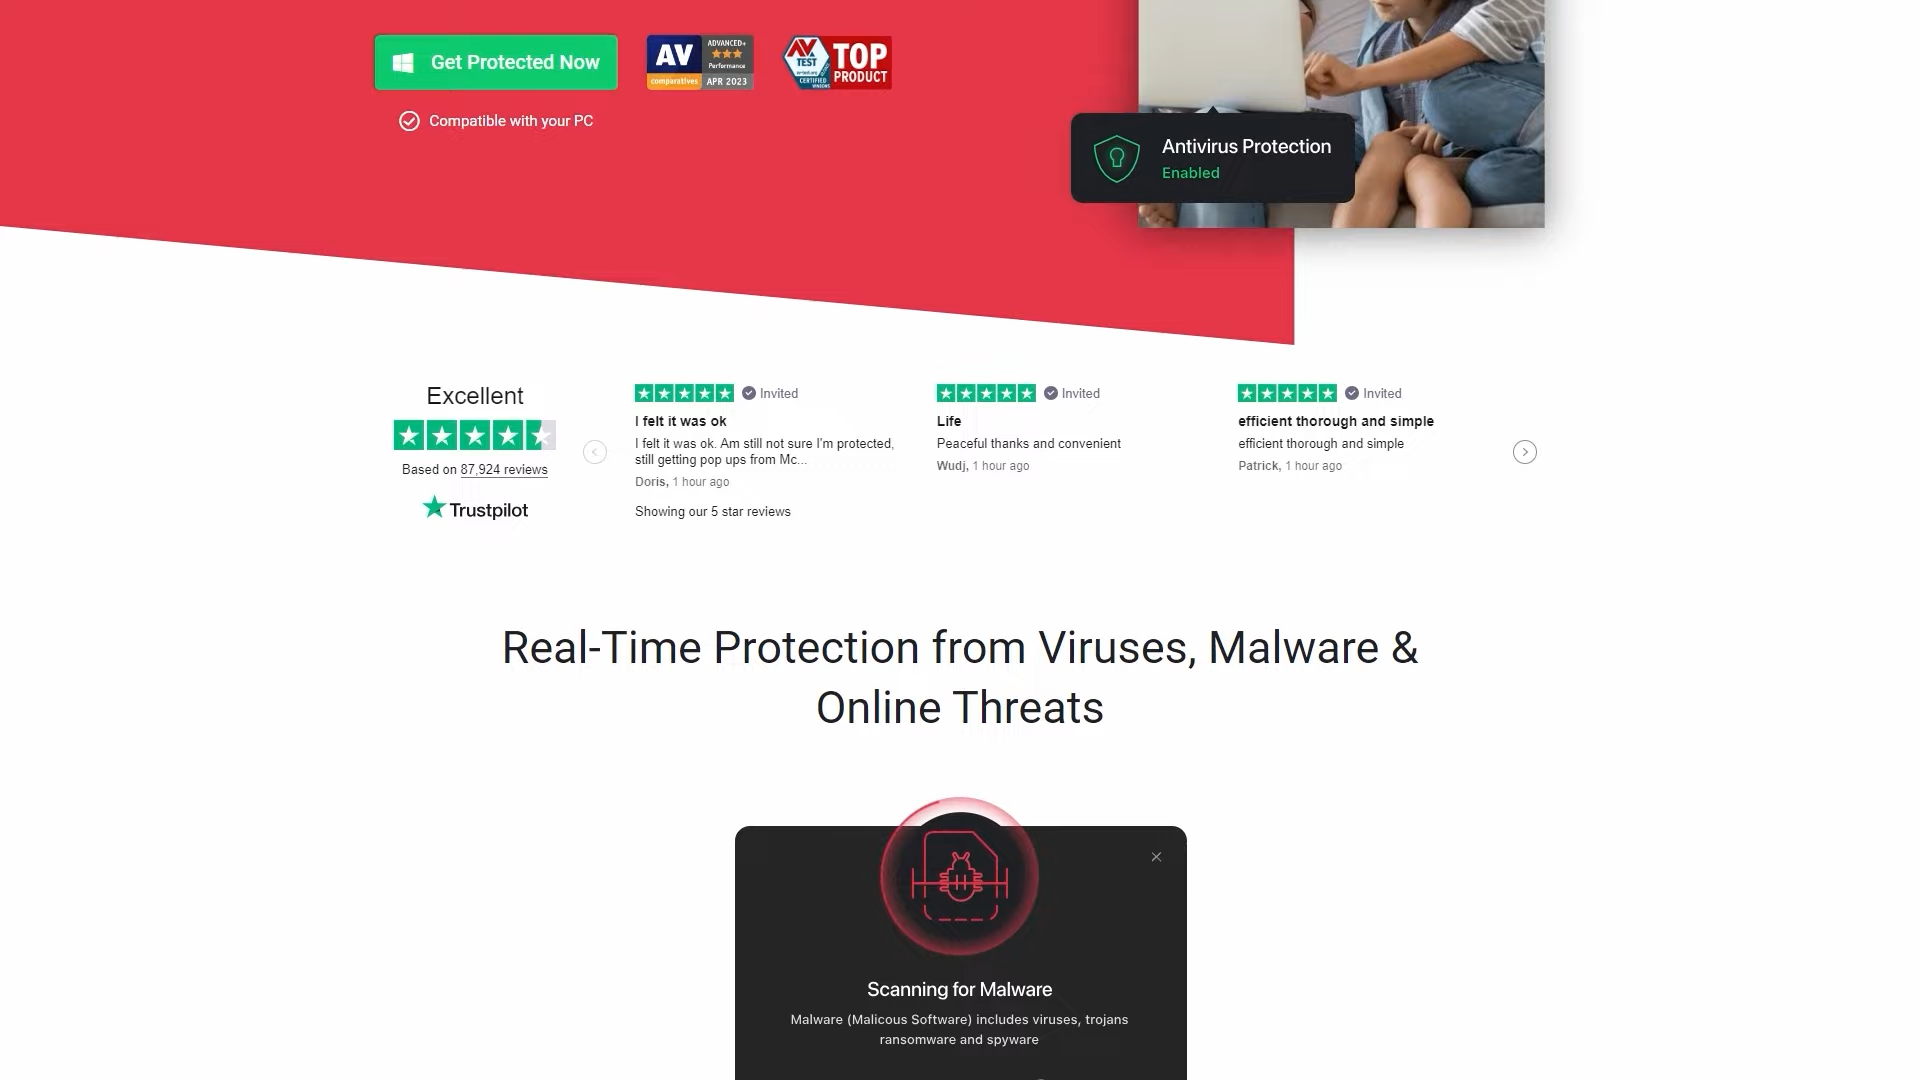 Get Protected Now
AV
comparatives
ADVANCED+
Performance
APR 2023
AV
TEST
CERTIFIED
TOP
PRODUCT
Compatible with your PC
Antivirus Protection
Enabled
Excellent
Based on 87,924 reviews
Trustpilot
Invited
I felt it was ok
I felt it was ok. Am still not sure I'm protected,
still getting pop ups from Mc...
Doris, 1 hour ago
Showing our 5 star reviews
Invited
Life
Peaceful thanks and convenient
Wudj, 1 hour ago
Invited
efficient thorough and simple
efficient thorough and simple
Patrick, 1 hour ago
Real-Time Protection from Viruses, Malware &
Online Threats
Scanning for Malware
Malware (Malicous Software) includes viruses, trojans
ransomware and spyware